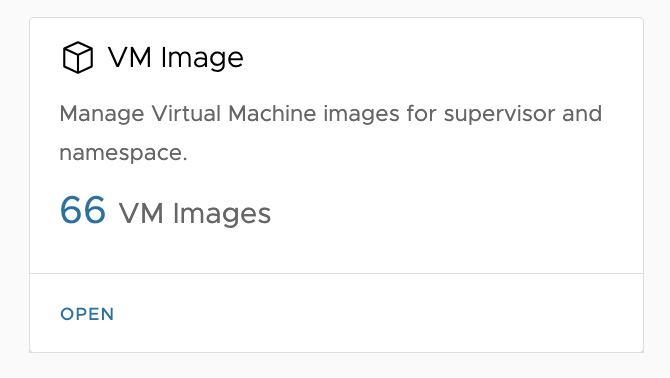 VM Image
Manage Virtual Machine images for supervisor and
namespace.
66 VM Images
OPEN